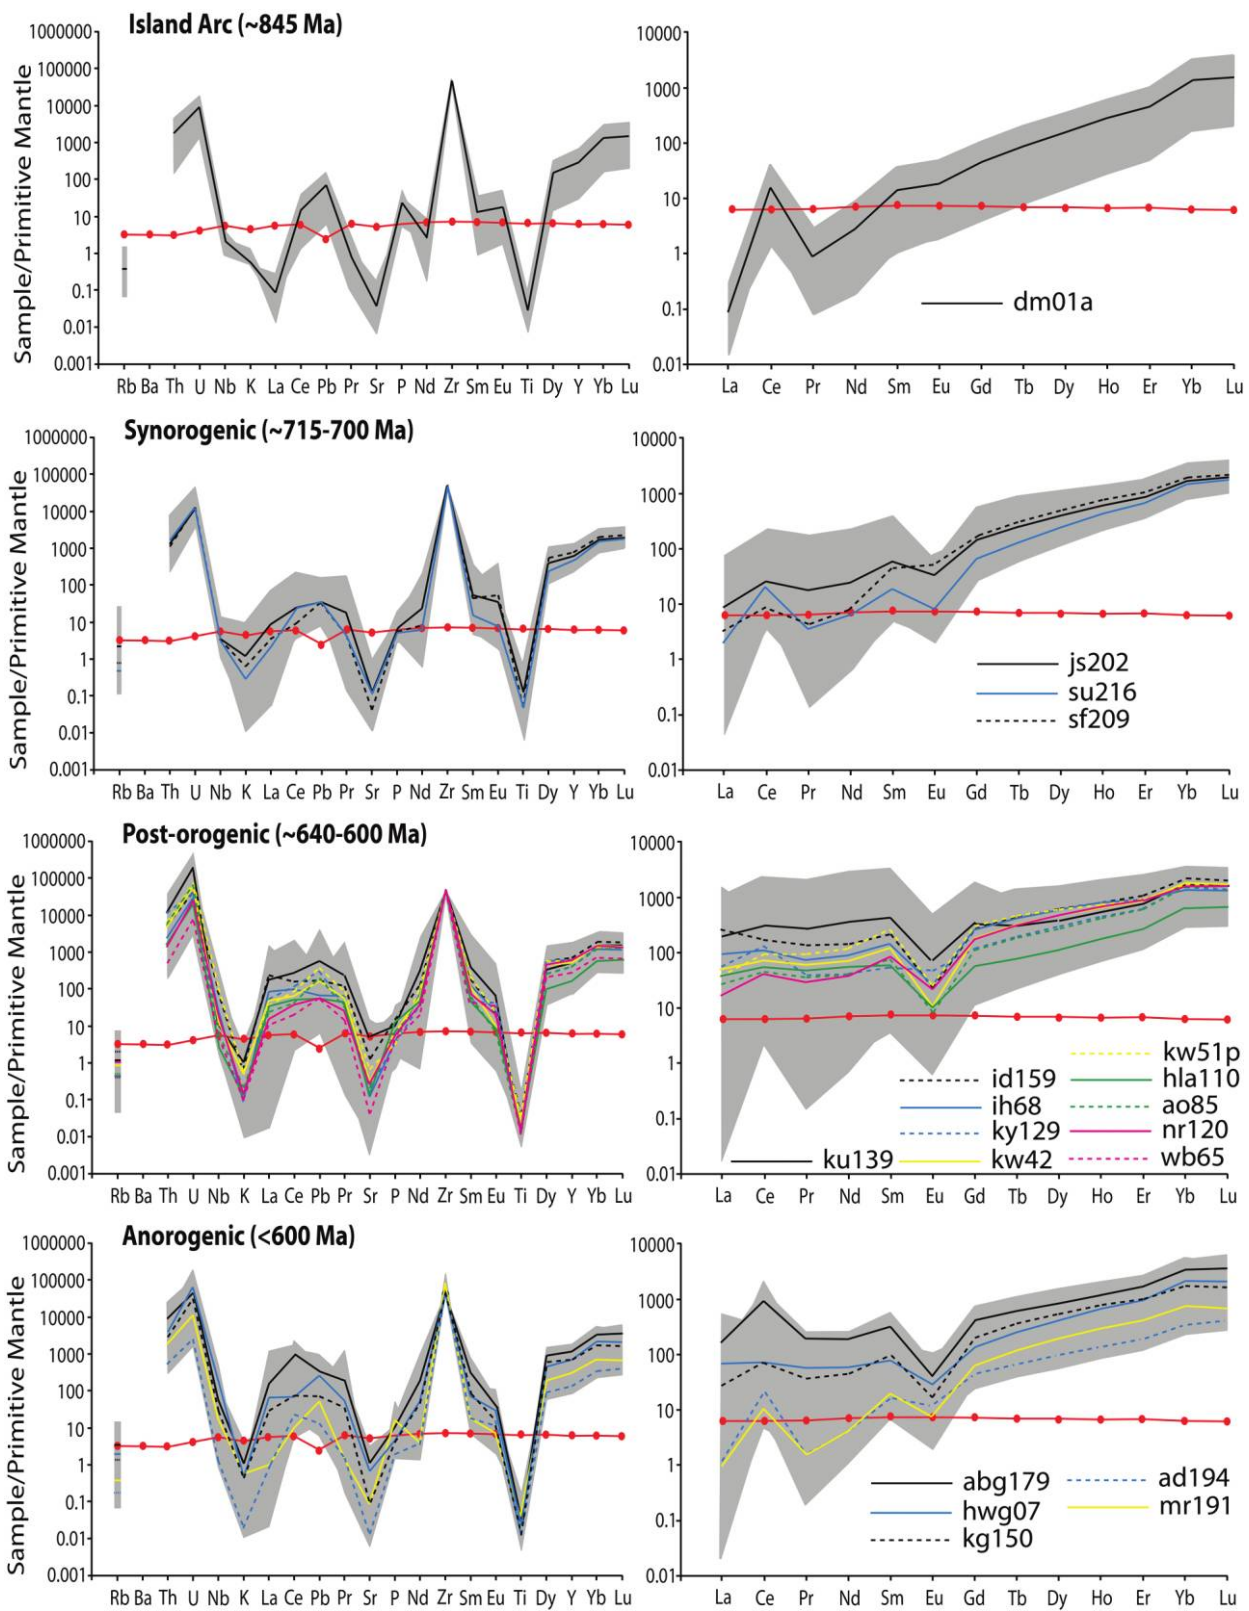 Island Arc (~845 Ma)
Sample/Primitive Mantle
1000000
100000
10000
1000
100
10
1
0.1
0.01
0.001
Rb Ba Th U Nb K La Ce Pb Pr Sr P Nd Zr Sm Eu Ti Dy Y Yb Lu
10000
1000
100
10
1
0.1
0.01
dm01a
La Ce Pr Nd Sm Eu Gd Tb Dy Ho Er Yb Lu
Synorogenic (~715-700 Ma)
Sample/Primitive Mantle
1000000
100000
10000
1000
100
10
1
0.1
0.01
0.001
Rb Ba Th U Nb K La Ce Pb Pr Sr P Nd Zr Sm Eu Ti Dy Y Yb Lu
10000
1000
100
10
1
0.1
0.01
js202
su216
sf209
La Ce Pr Nd Sm Eu Gd Tb Dy Ho Er Yb Lu
Post-orogenic (~640-600 Ma)
Sample/Primitive Mantle
1000000
100000
10000
1000
100
10
1
0.1
0.01
0.001
Rb Ba Th U Nb K La Ce Pb Pr Sr P Nd Zr Sm Eu Ti Dy Y Yb Lu
10000
1000
100
10
1
0.1
0.01
kw51p
id159 hla110
ih68 ao85
ky129 nr120
ku139 kw42 wb65
La Ce Pr Nd Sm Eu Gd Tb Dy Ho Er Yb Lu
Anorogenic (<600 Ma)
Sample/Primitive Mantle
1000000
100000
10000
1000
100
10
1
0.1
0.01
0.001
Rb Ba Th U Nb K La Ce Pb Pr Sr P Nd Zr Sm Eu Ti Dy Y Yb Lu
10000
1000
100
10
1
0.1
0.01
abg179 ad194
hwg07 mr191
kg150
La Ce Pr Nd Sm Eu Gd Tb Dy Ho Er Yb Lu